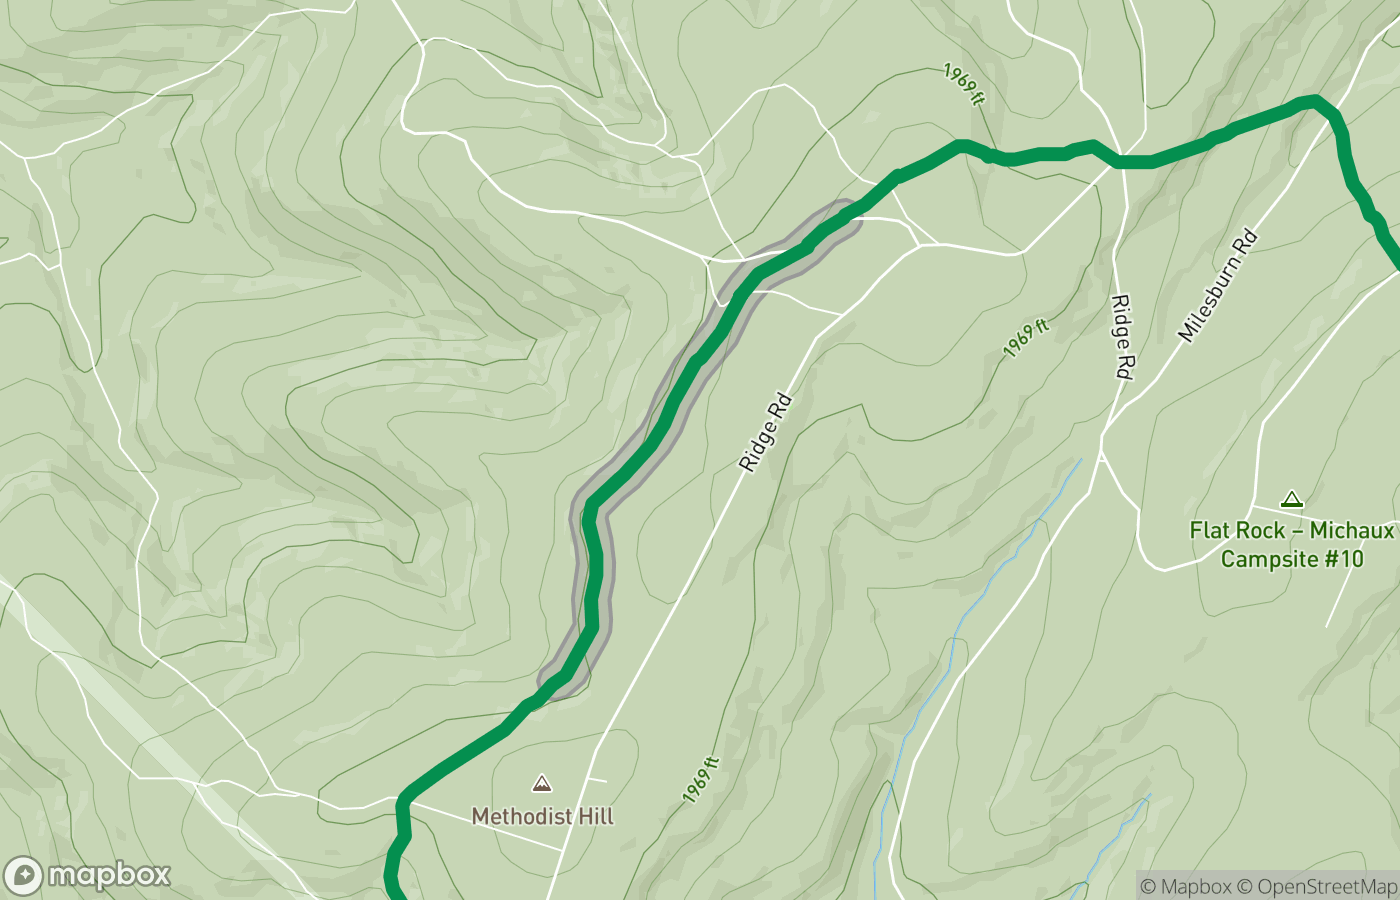 1969 ft
Milesburn Rd
Ridge Rd
1969 ft
Ridge Rd
Flat Rock – Michaux
Campsite #10
1969 ft
Methodist Hill
mapbox
© Mapbox © OpenStreetMap